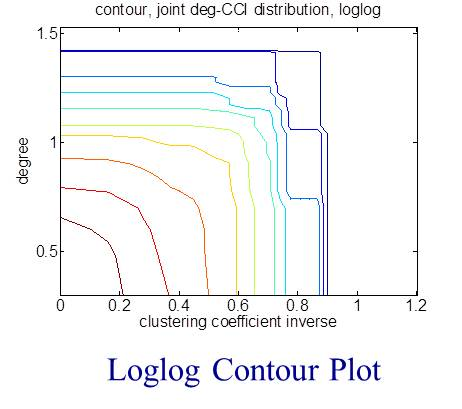 contour, joint deg-CCI distribution, loglog
1.5
1
0.5
degree
0 0.2 0.4 0.6 0.8 1 1.2
clustering coefficient inverse
Loglog Contour Plot